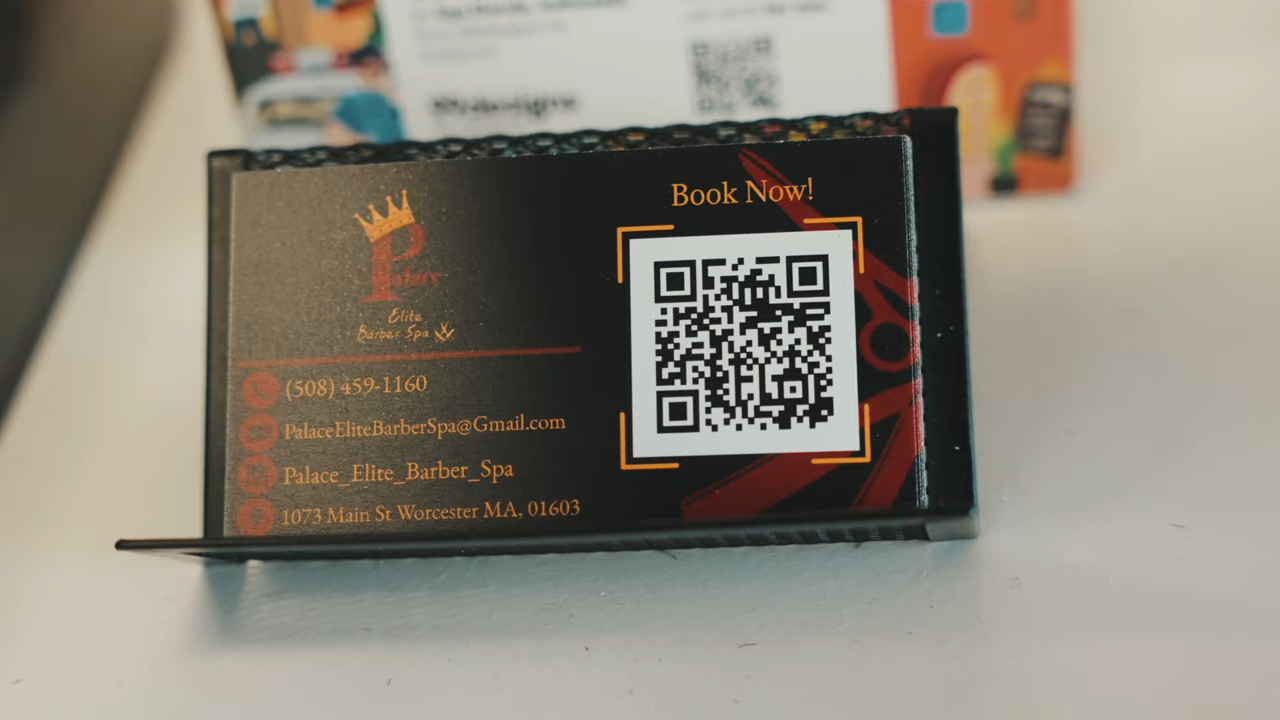 Book Now!
Palace
Elite
Barber Spa
(508) 459-1160
PalaceEliteBarberSpa@Gmail.com
Palace_Elite_Barber_Spa
1073 Main St Worcester MA, 01603